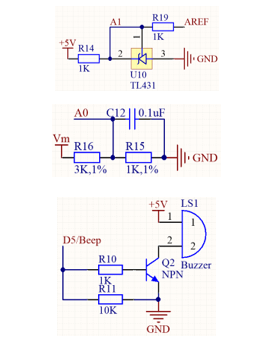 A1 R19 AREF
1K
+5V R14
2 3 GND
1
1K U10
TL431
A0 C12 0.1uF
Vm
R16 R15 GND
3K,1% 1K,1%
LS1
+5V
1 1
D5/Beep 2 2
Q2 Buzzer
R10 NPN
1K
R11
10K
GND